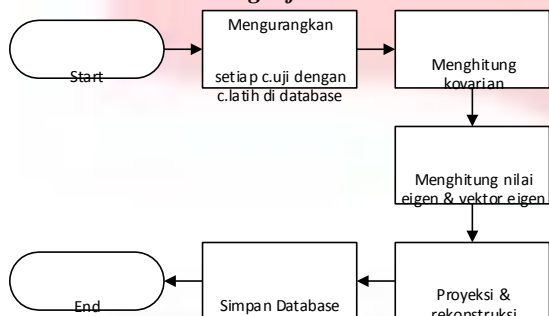 Start
Mengurangkan
setiap c.uji dengan
c.latih di database
Menghitung
kovarian
Menghitung nilai
eigen & vektor eigen
Proyeksi &
rekonstruksi
Simpan Database
End